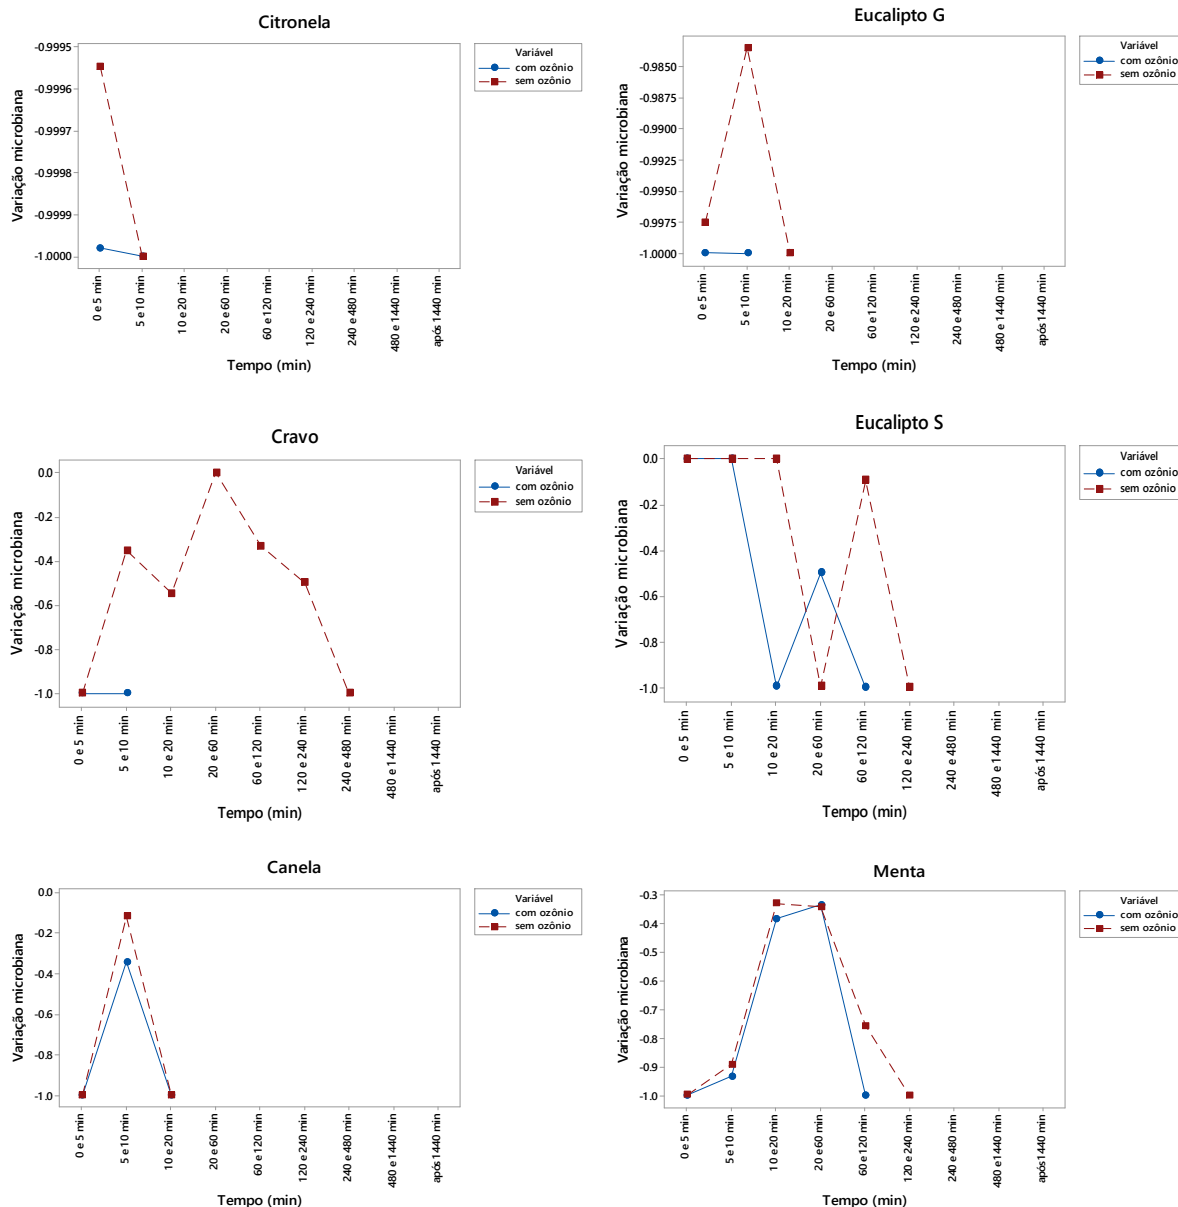 Citronela
Variação microbiana
-0.9995
-0.9996
-0.9997
-0.9998
-0.9999
-1.0000
0 e 5 min
5 e 10 min
10 e 20 min
20 e 60 min
60 e 120 min
120 e 240 min
240 e 480 min
480 e 1440 min
após 1440 min
Tempo (min)
Variável
com ozônio
sem ozônio
Eucalipto G
Variação microbiana
-0.9850
-0.9875
-0.9900
-0.9925
-0.9950
-0.9975
-1.0000
0 e 5 min
5 e 10 min
10 e 20 min
20 e 60 min
60 e 120 min
120 e 240 min
240 e 480 min
480 e 1440 min
após 1440 min
Tempo (min)
Variável
com ozônio
sem ozônio
Cravo
Variação microbiana
0.0
-0.2
-0.4
-0.6
-0.8
-1.0
0 e 5 min
5 e 10 min
10 e 20 min
20 e 60 min
60 e 120 min
120 e 240 min
240 e 480 min
480 e 1440 min
após 1440 min
Tempo (min)
Variável
com ozônio
sem ozônio
Eucalipto S
Variação microbiana
0.0
-0.2
-0.4
-0.6
-0.8
-1.0
0 e 5 min
5 e 10 min
10 e 20 min
20 e 60 min
60 e 120 min
120 e 240 min
240 e 480 min
480 e 1440 min
após 1440 min
Tempo (min)
Variável
com ozônio
sem ozônio
Canela
Variação microbiana
0.0
-0.2
-0.4
-0.6
-0.8
-1.0
0 e 5 min
5 e 10 min
10 e 20 min
20 e 60 min
60 e 120 min
120 e 240 min
240 e 480 min
480 e 1440 min
após 1440 min
Tempo (min)
Variável
com ozônio
sem ozônio
Menta
Variação microbiana
-0.3
-0.4
-0.5
-0.6
-0.7
-0.8
-0.9
-1.0
0 e 5 min
5 e 10 min
10 e 20 min
20 e 60 min
60 e 120 min
120 e 240 min
240 e 480 min
480 e 1440 min
após 1440 min
Tempo (min)
Variável
com ozônio
sem ozônio